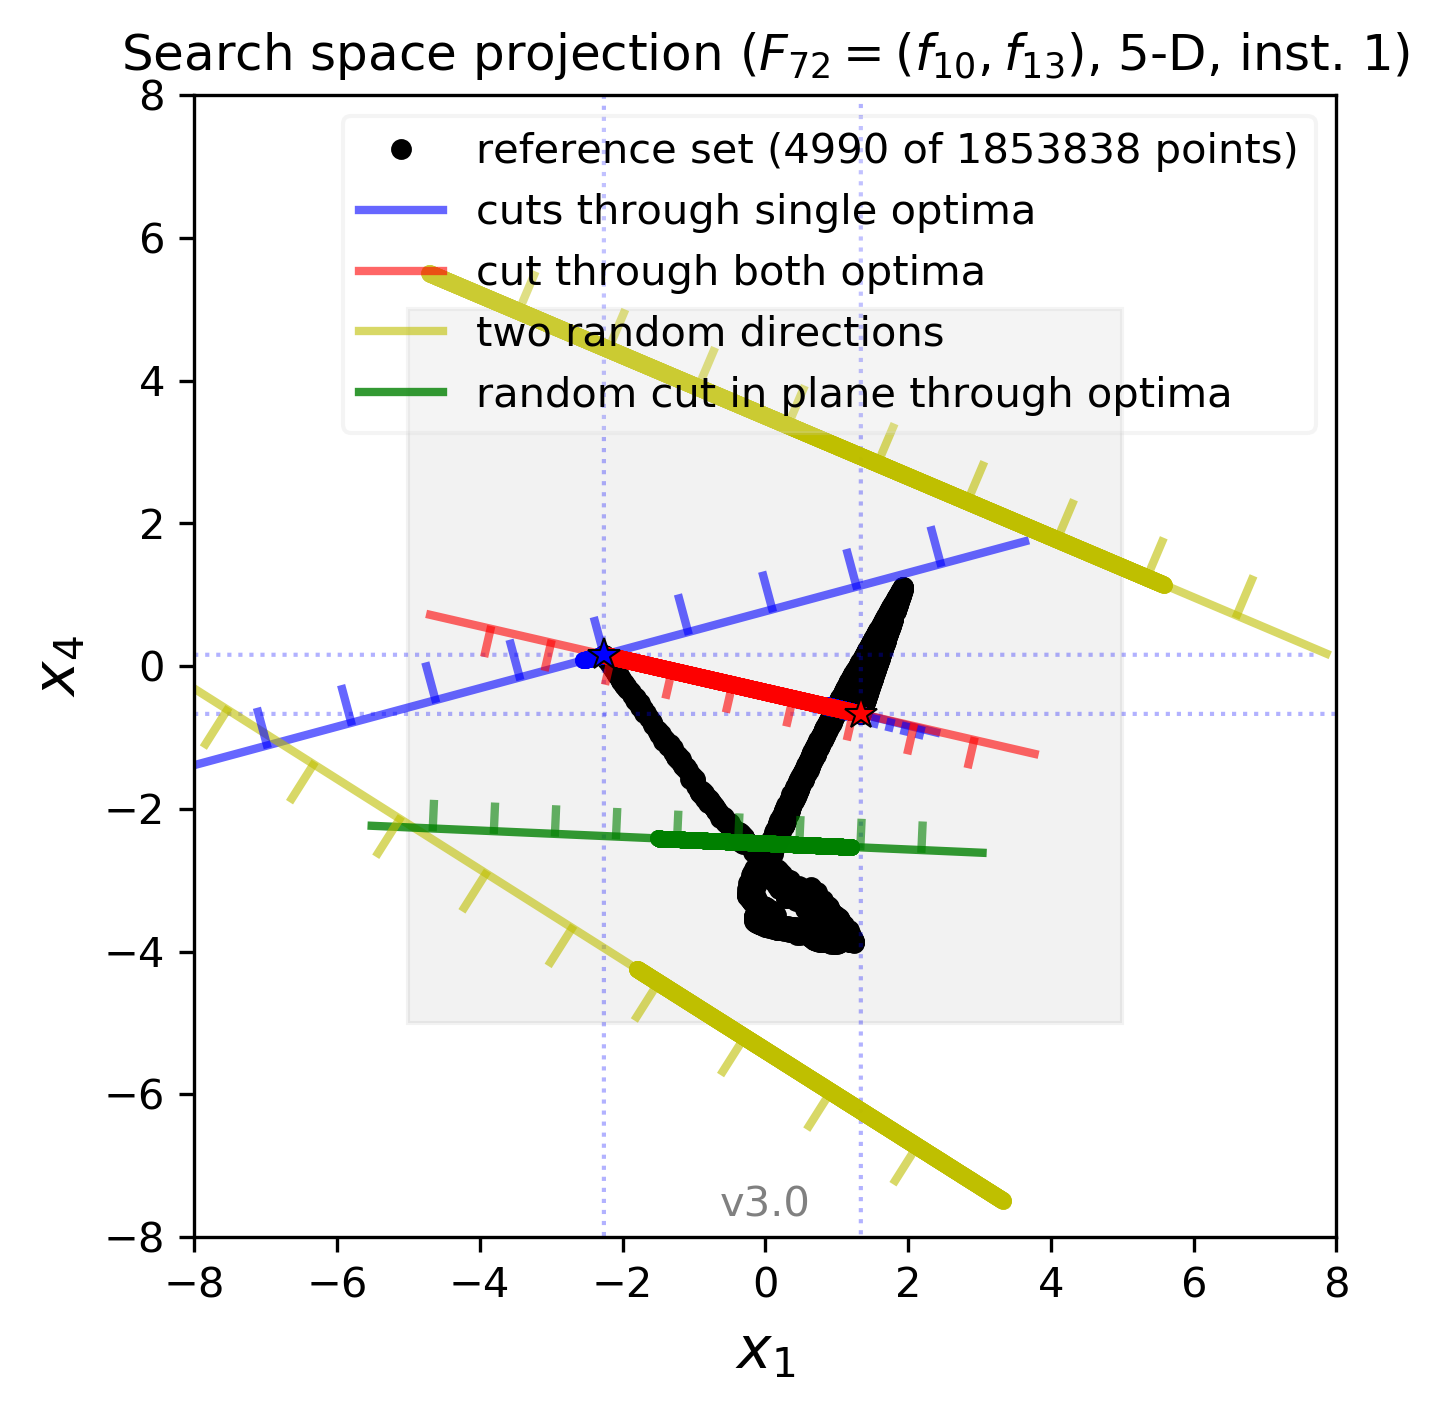 Search space projection (F₇₂ = (f₁₀, f₁₃), 5-D, inst. 1)
reference set (4990 of 1853838 points)
cuts through single optima
cut through both optima
two random directions
random cut in plane through optima
8
6
4
2
0
−2
−4
−6
−8
x₄
v3.0
−8 −6 −4 −2 0 2 4 6 8
x₁